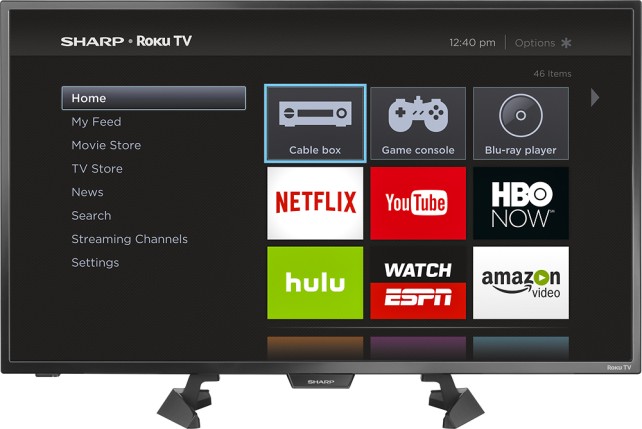 SHARP • Roku TV
12:40 pm | Options ✱
46 Items
Home
My Feed
Movie Store
TV Store
News
Search
Streaming Channels
Settings
Cable box
Game console
Blu-ray player
NETFLIX
YouTube
HBO
NOW
hulu
WATCH
ESPN
amazon
video
SHARP
Roku TV